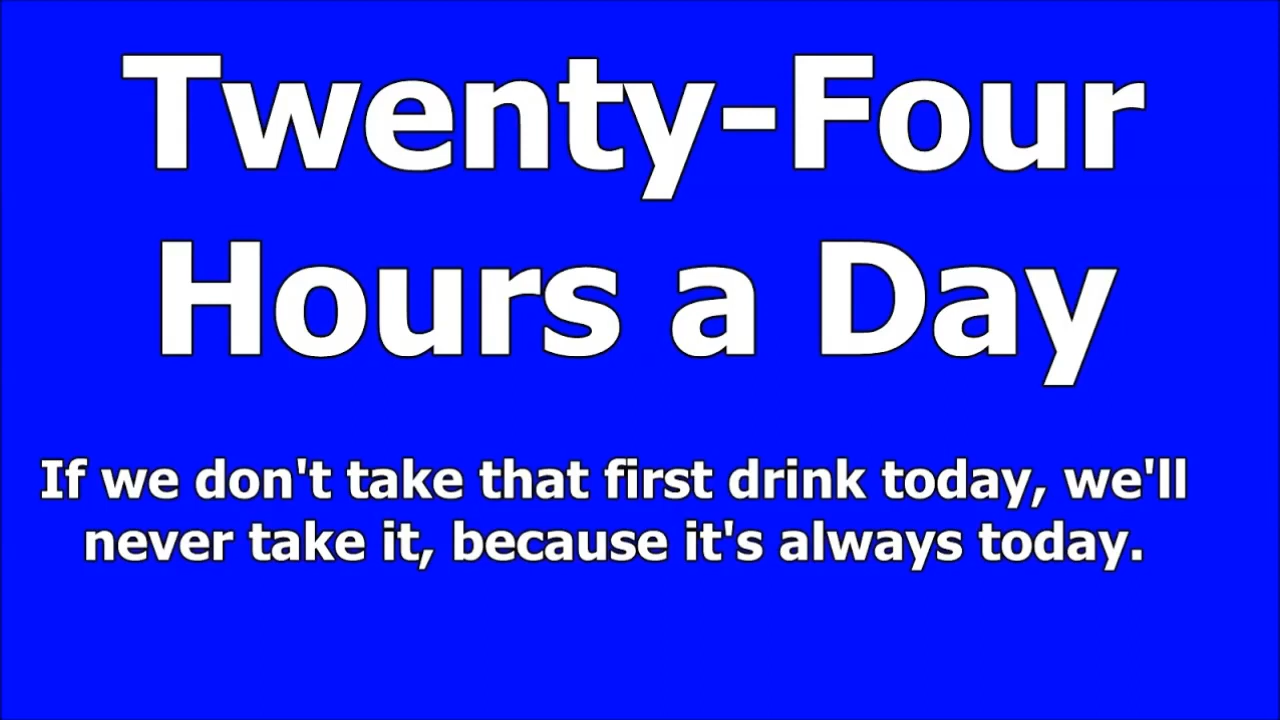 Twenty-Four
Hours a Day
If we don't take that first drink today, we'll
never take it, because it's always today.